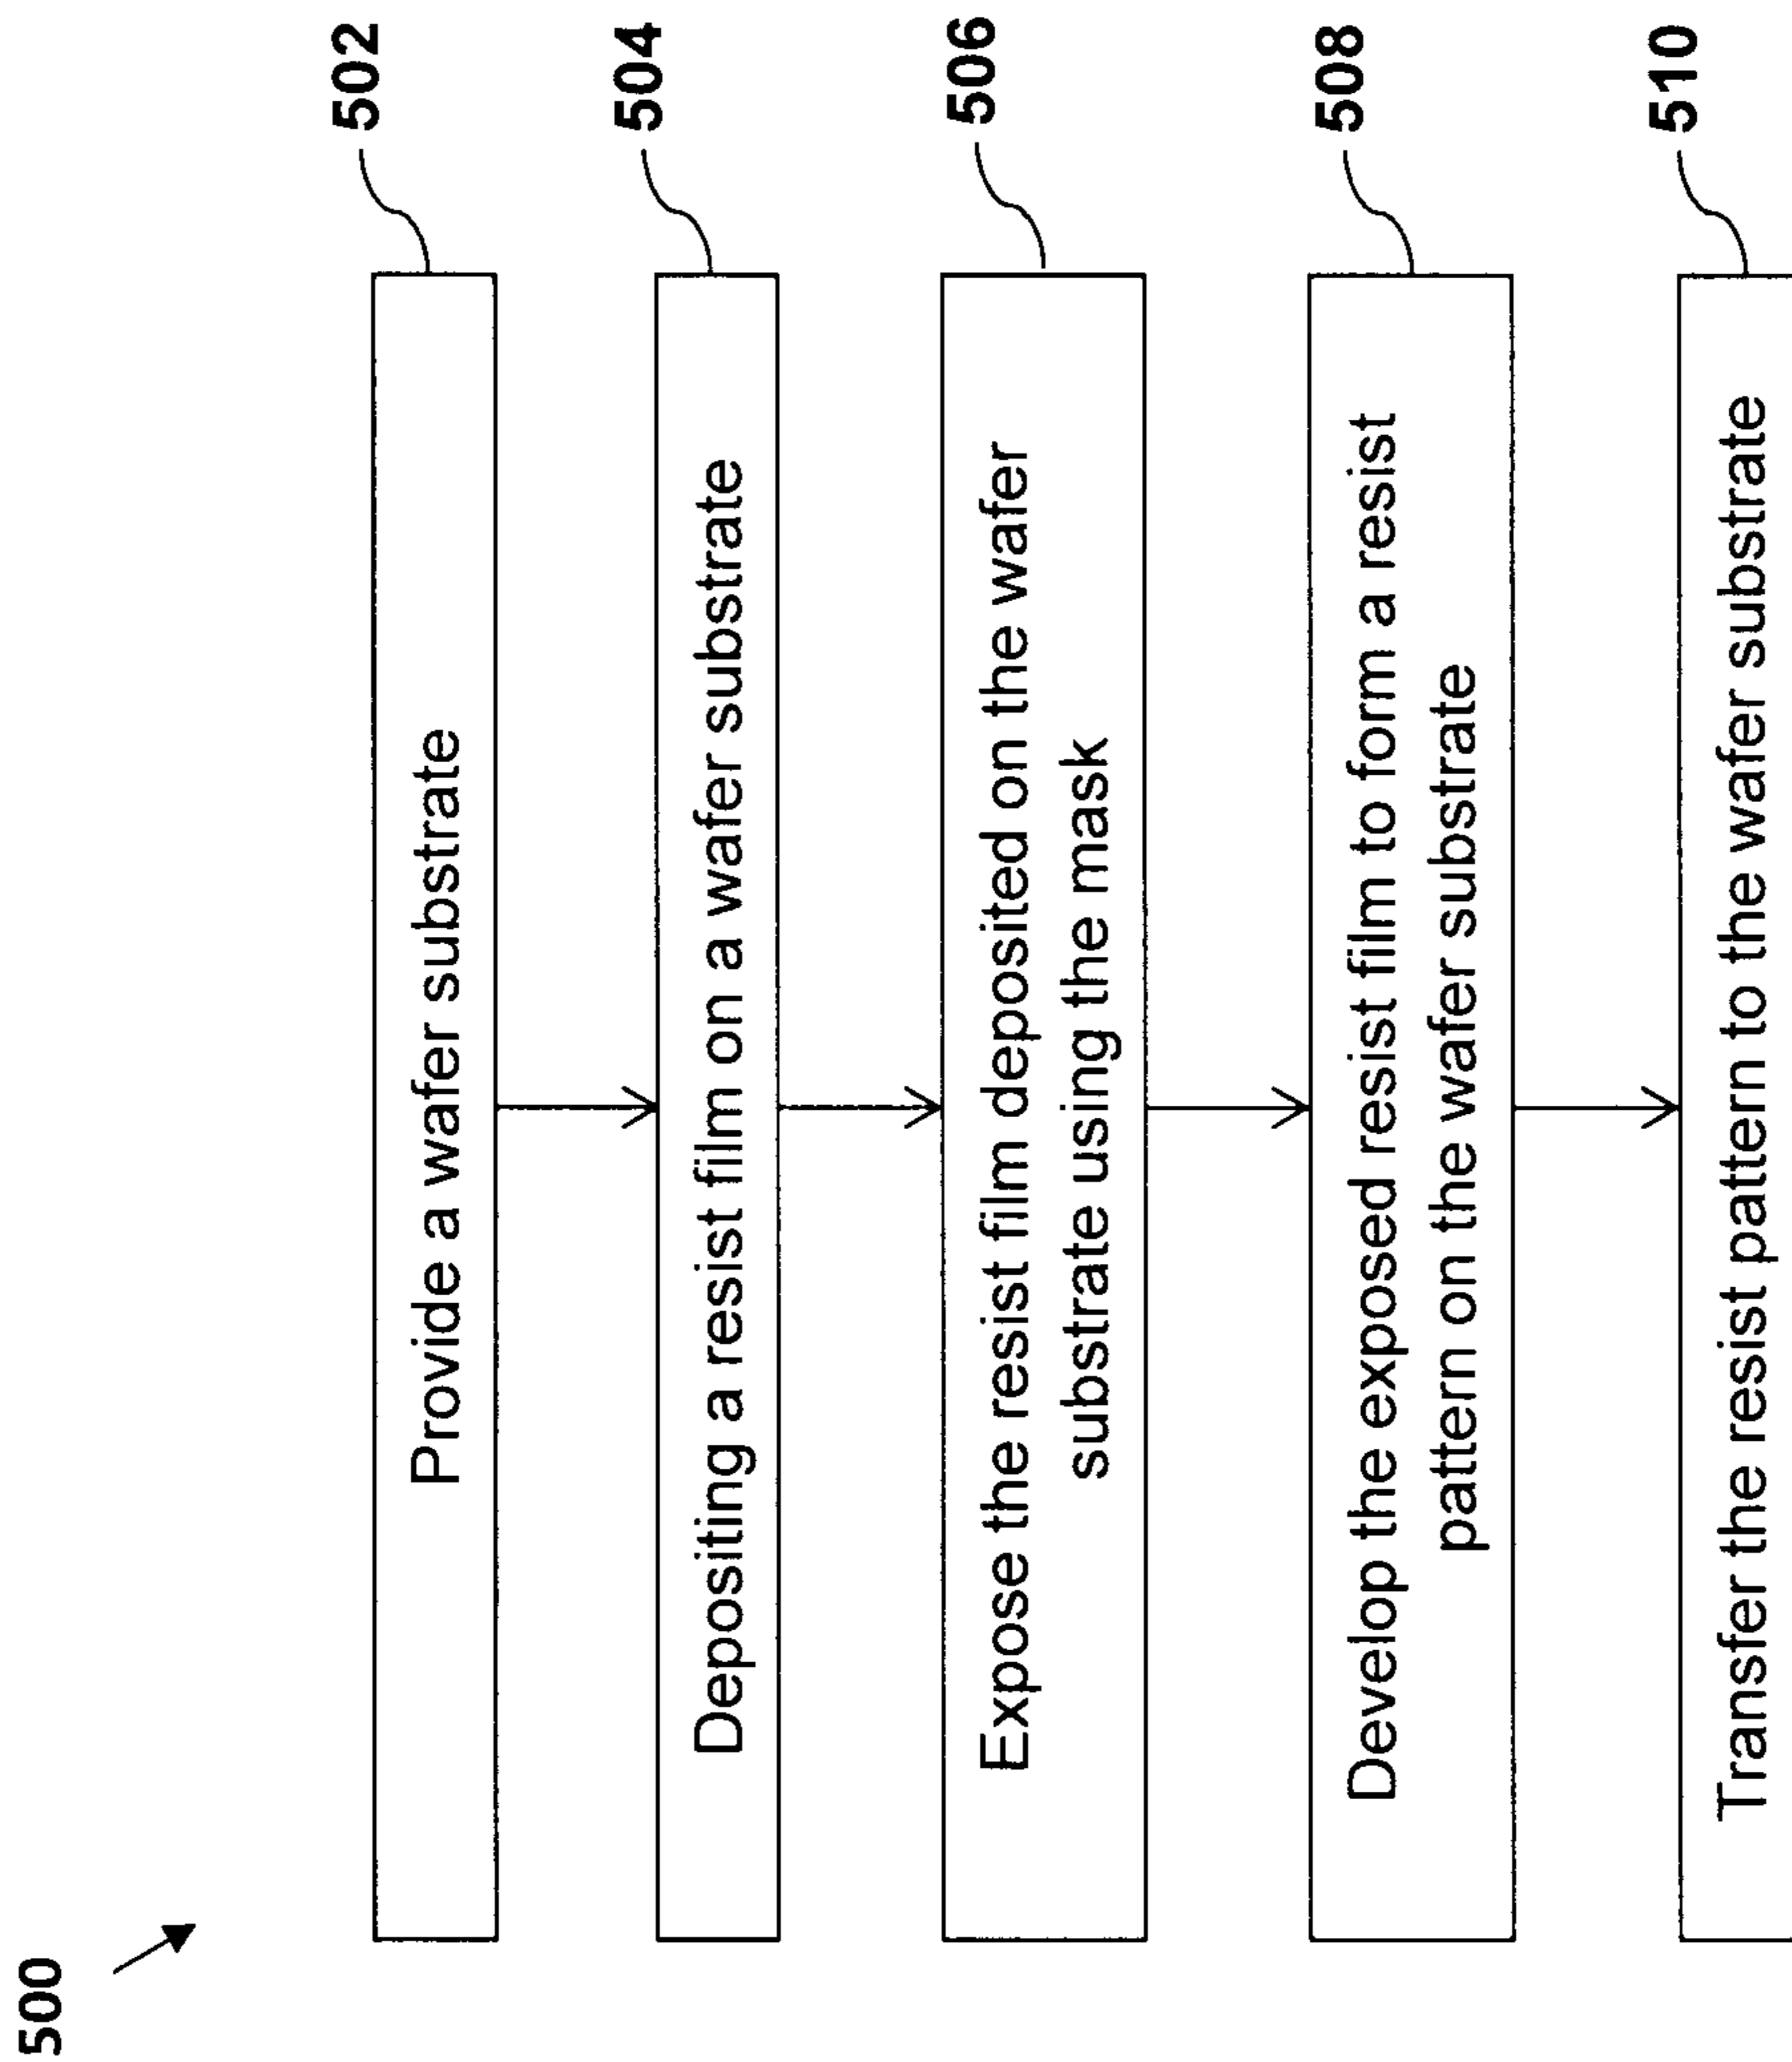 500
502
Provide a wafer substrate
504
Depositing a resist film on a wafer substrate
506
Expose the resist film deposited on the wafer
substrate using the mask
508
Develop the exposed resist film to form a resist
pattern on the wafer substrate
510
Transfer the resist pattern to the wafer substrate